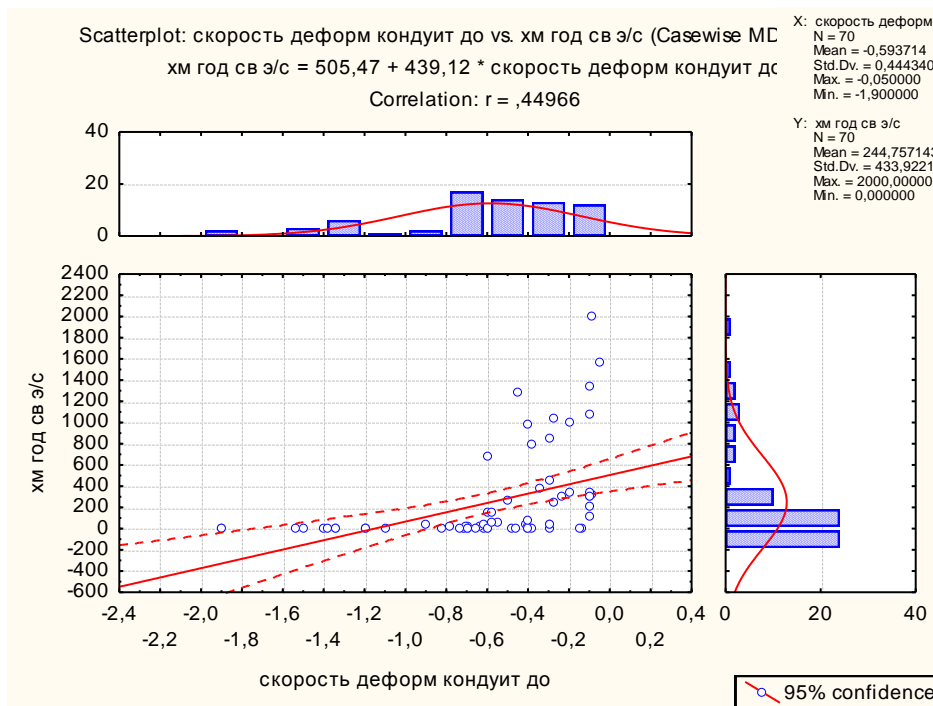 Scatterplot: скорость деформ кондуит до vs. хм год св э/с (Casewise MD
хм год св э/с = 505,47 + 439,12 * скорость деформ кондуит до
Correlation: r = ,44966
X: скорость деформ
N = 70
Mean = -0,593714
Std.Dv. = 0,444340
Max. = -0,050000
Min. = -1,900000
Y: хм год св э/с
N = 70
Mean = 244,757143
Std.Dv. = 433,9221
Max. = 2000,00000
Min. = 0,000000
40
20
0
2400
2200
2000
1800
1600
1400
1200
1000
800
600
400
200
0
-200
-400
-600
хм год св э/с
-2,4 -2,0 -1,6 -1,2 -0,8 -0,4 0,0 0,4
-2,2 -1,8 -1,4 -1,0 -0,6 -0,2 0,2
скорость деформ кондуит до
0 20 40
95% confidence